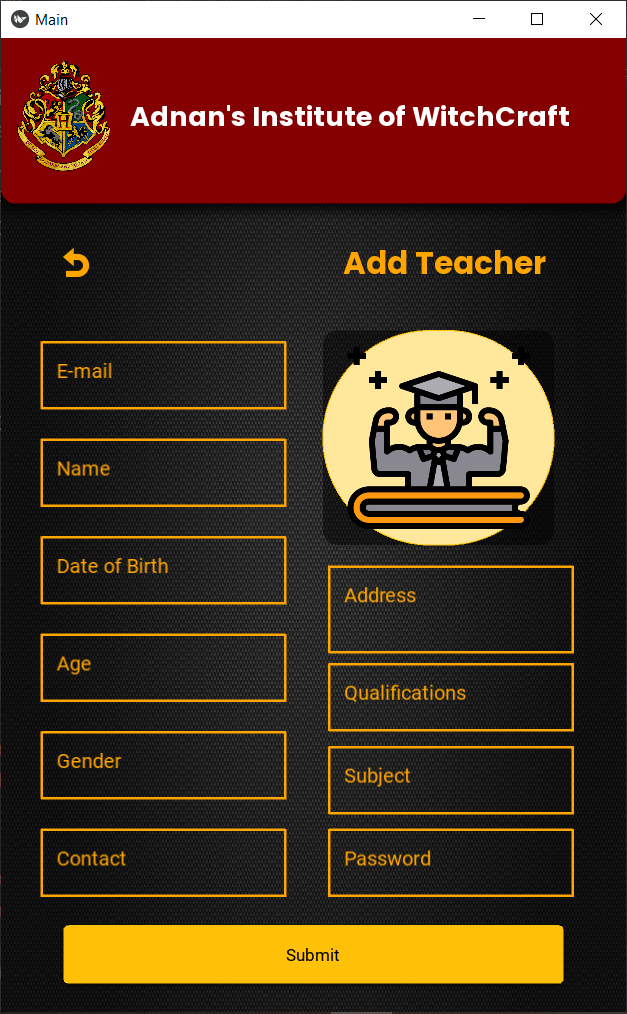 Main
Adnan's Institute of WitchCraft
Add Teacher
E-mail
Name
Date of Birth
Age
Gender
Contact
Address
Qualifications
Subject
Password
Submit